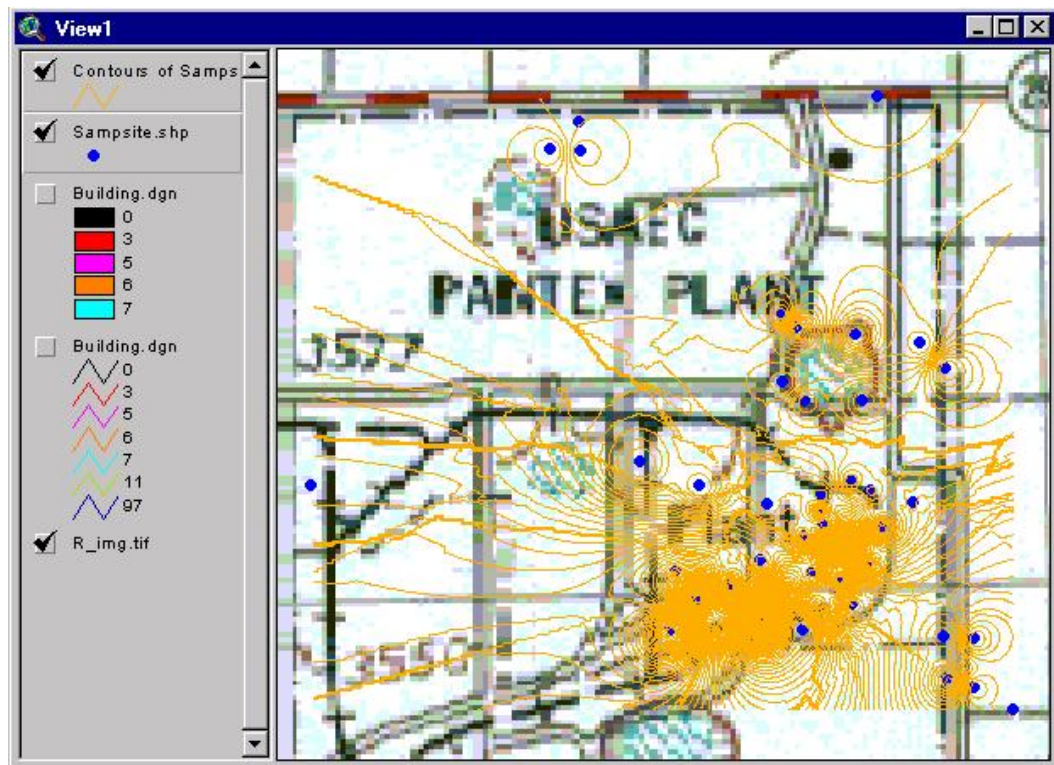 View1
Contours of Samps
Sampsite.shp
Building.dgn
0
3
5
6
7
Building.dgn
0
3
5
6
7
11
97
R_img.tif
PANTEX PLANT